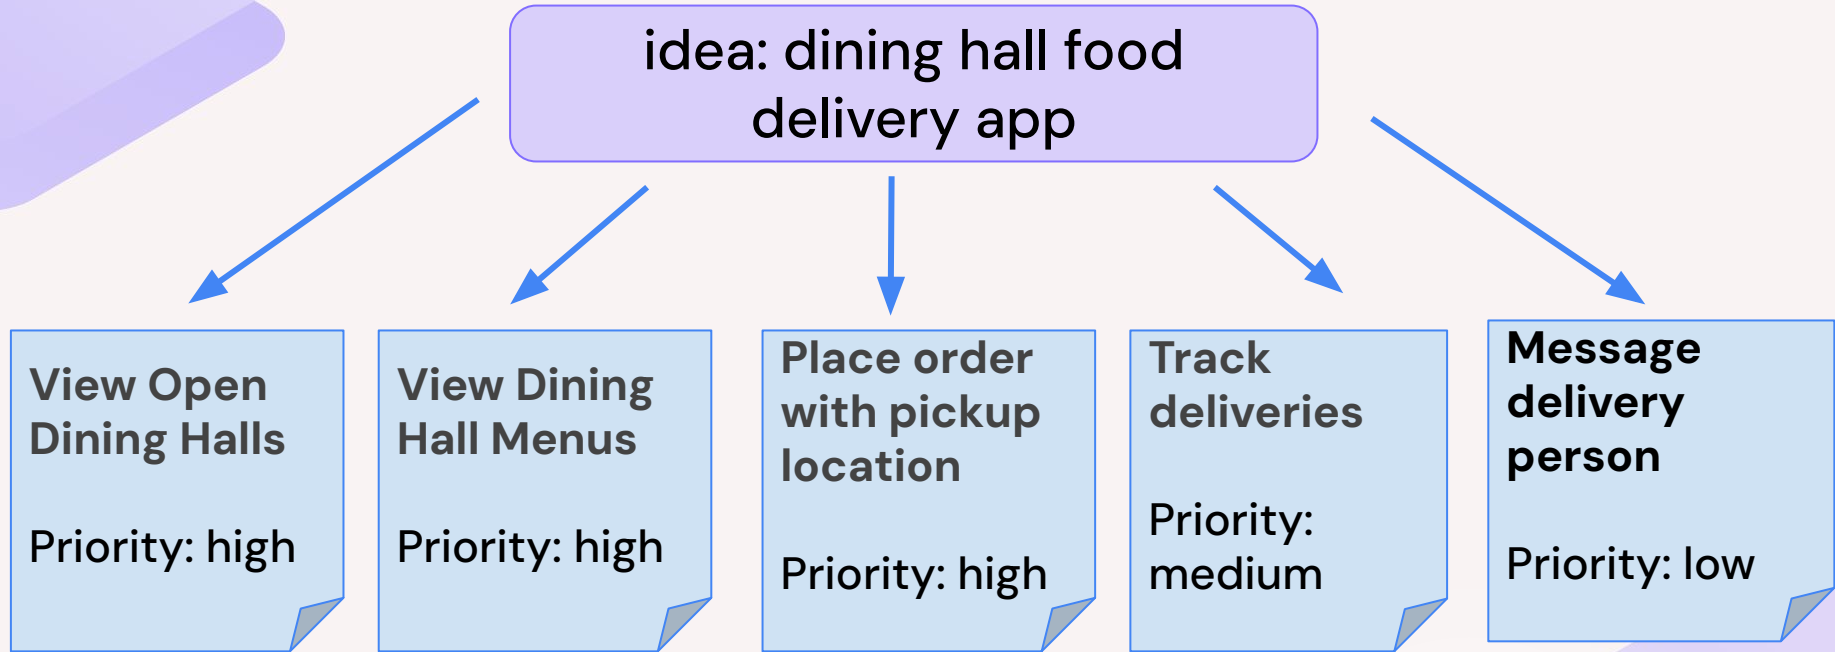 idea: dining hall food
delivery app
View Open
Dining Halls
Priority: high
View Dining
Hall Menus
Priority: high
Place order
with pickup
location
Priority: high
Track
deliveries
Priority:
medium
Message
delivery
person
Priority: low